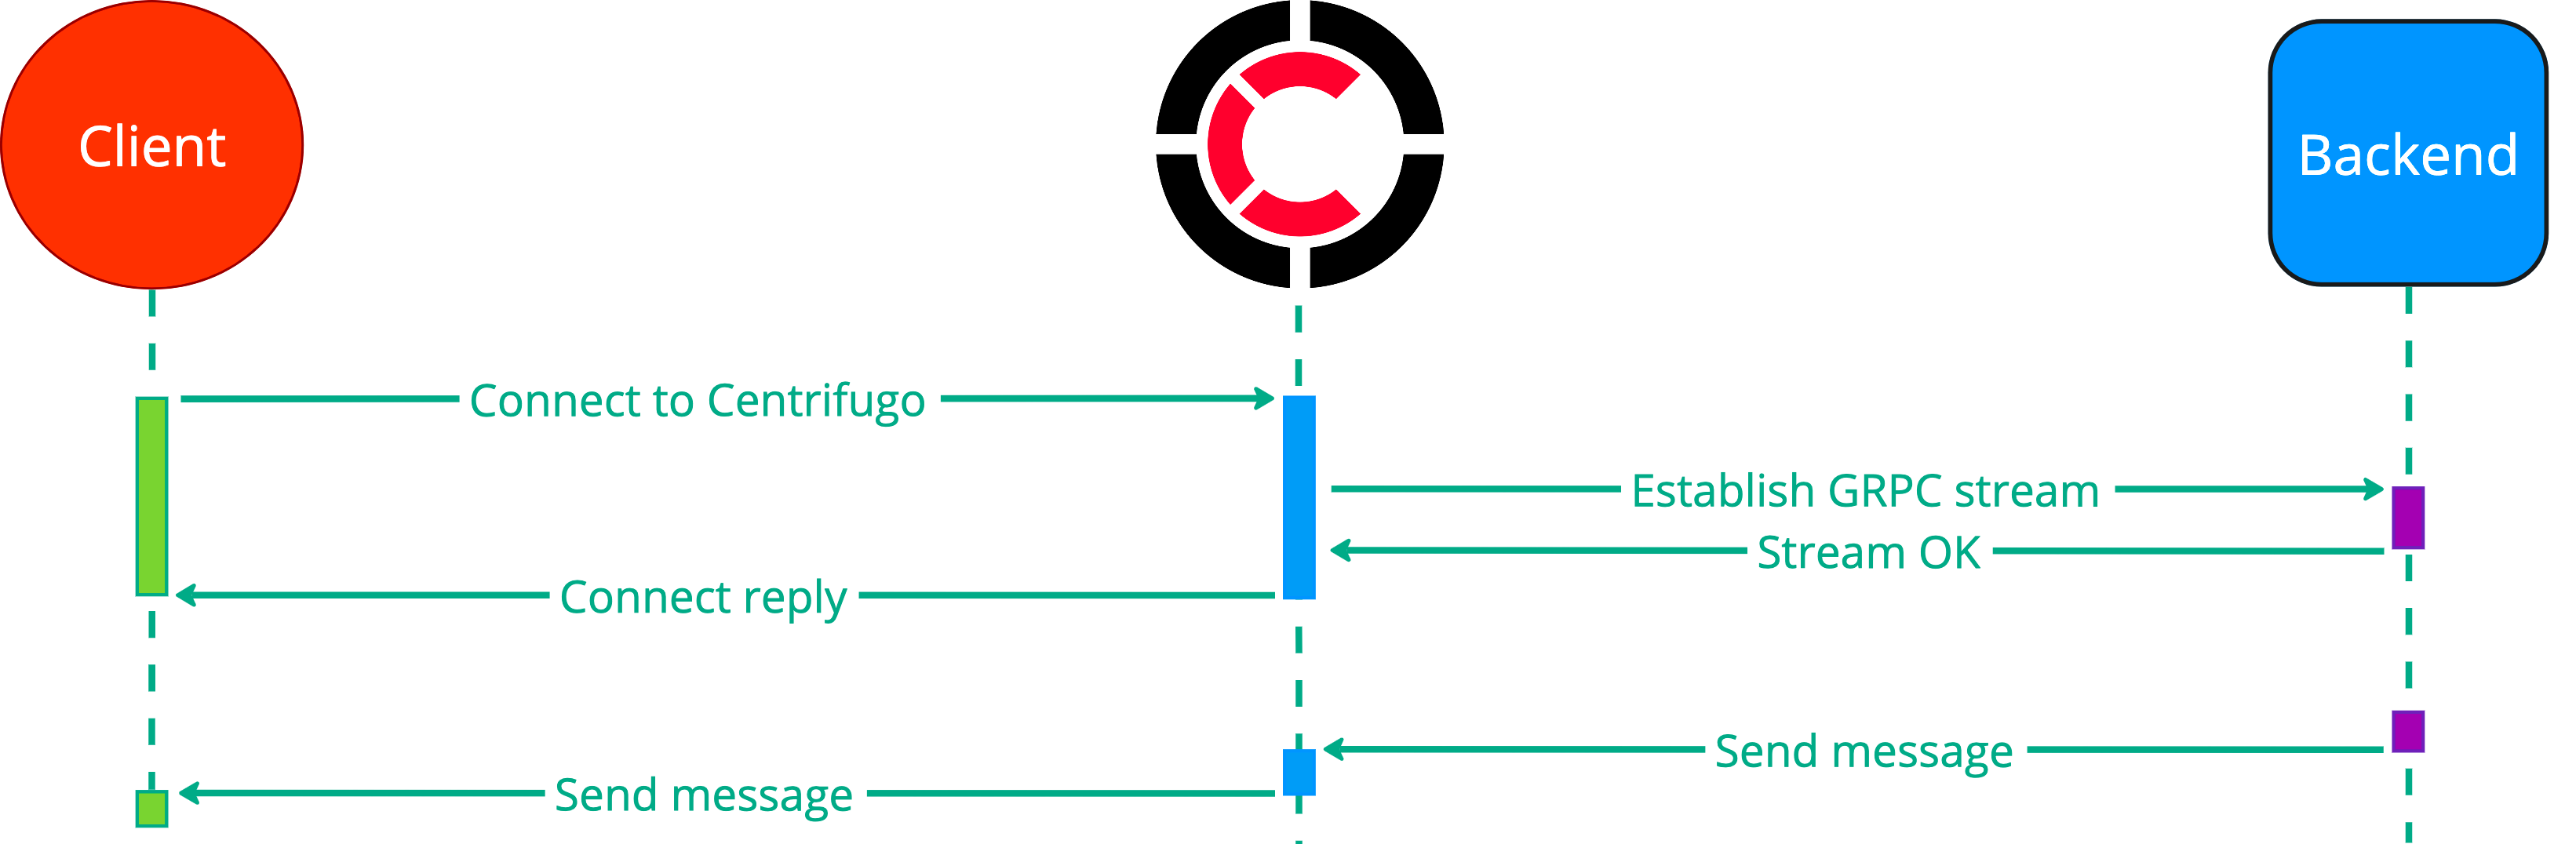 Client
Backend
Connect to Centrifugo
Establish GRPC stream
Stream OK
Connect reply
Send message
Send message